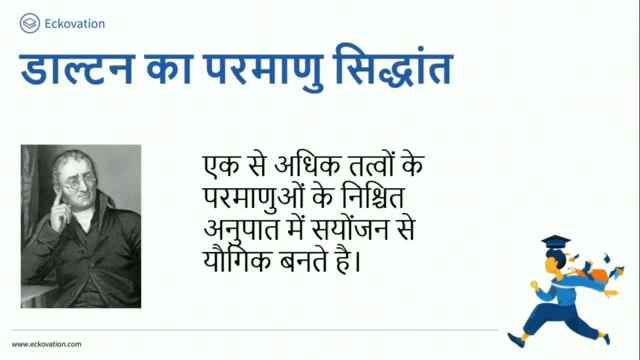 Eckovation
डाल्टन का परमाणु सिद्धांत
एक से अधिक तत्वों के
परमाणुओं के निश्चित
अनुपात में सयोंजन से
यौगिक बनते है।
www.eckovation.com